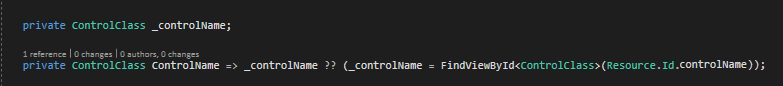 private ControlClass _controlName;
1 reference | 0 changes | 0 authors, 0 changes
private ControlClass ControlName => _controlName ?? (_controlName = FindViewById<ControlClass>(Resource.Id.controlName));